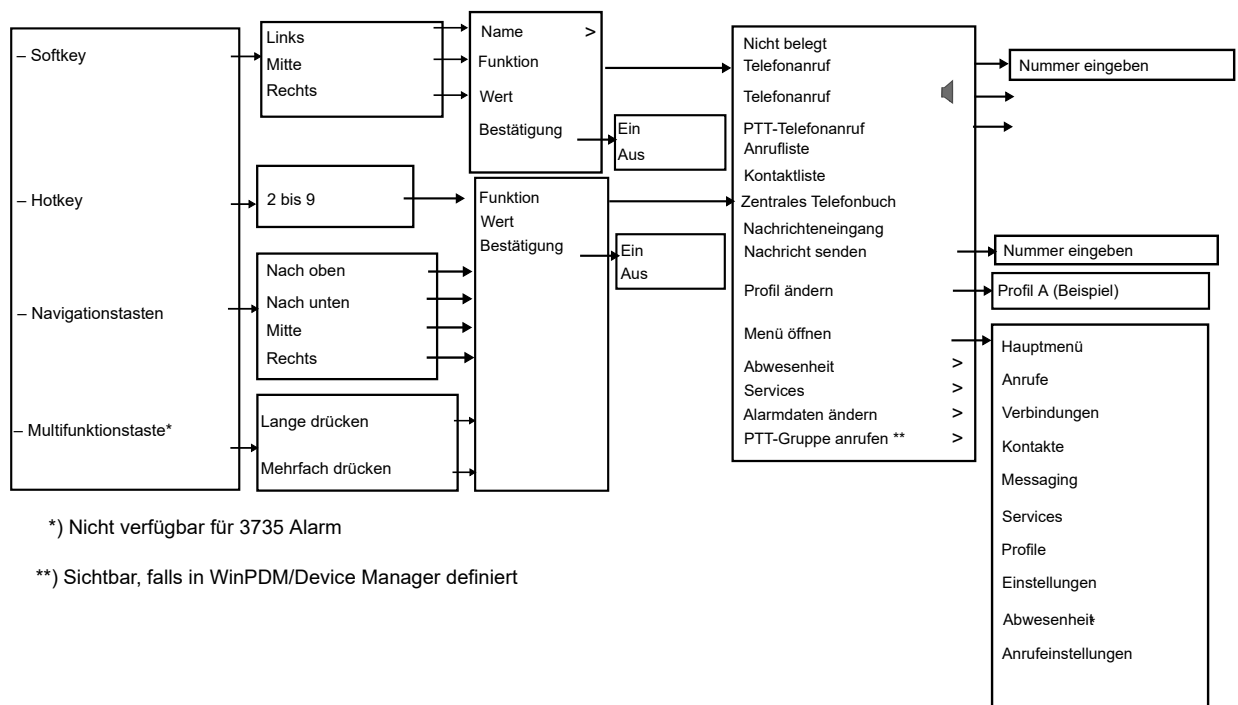 – Softkey
– Hotkey
– Navigationstasten
– Multifunktionstaste*
Links
Mitte
Rechts
2 bis 9
Nach oben
Nach unten
Mitte
Rechts
Lange drücken
Mehrfach drücken
Name >
Funktion
Wert
Bestätigung
Ein
Aus
Funktion
Wert
Bestätigung
Ein
Aus
Nicht belegt
Telefonanruf
Telefonanruf
PTT-Telefonanruf
Anrufliste
Kontaktliste
Zentrales Telefonbuch
Nachrichteneingang
Nachricht senden
Profil ändern
Menü öffnen
Abwesenheit >
Services >
Alarmdaten ändern >
PTT-Gruppe anrufen ** >
Nummer eingeben
Nummer eingeben
Profil A (Beispiel)
Hauptmenü
Anrufe
Verbindungen
Kontakte
Messaging
Services
Profile
Einstellungen
Abwesenheit
Anrufeinstellungen
*) Nicht verfügbar für 3735 Alarm
**) Sichtbar, falls in WinPDM/Device Manager definiert